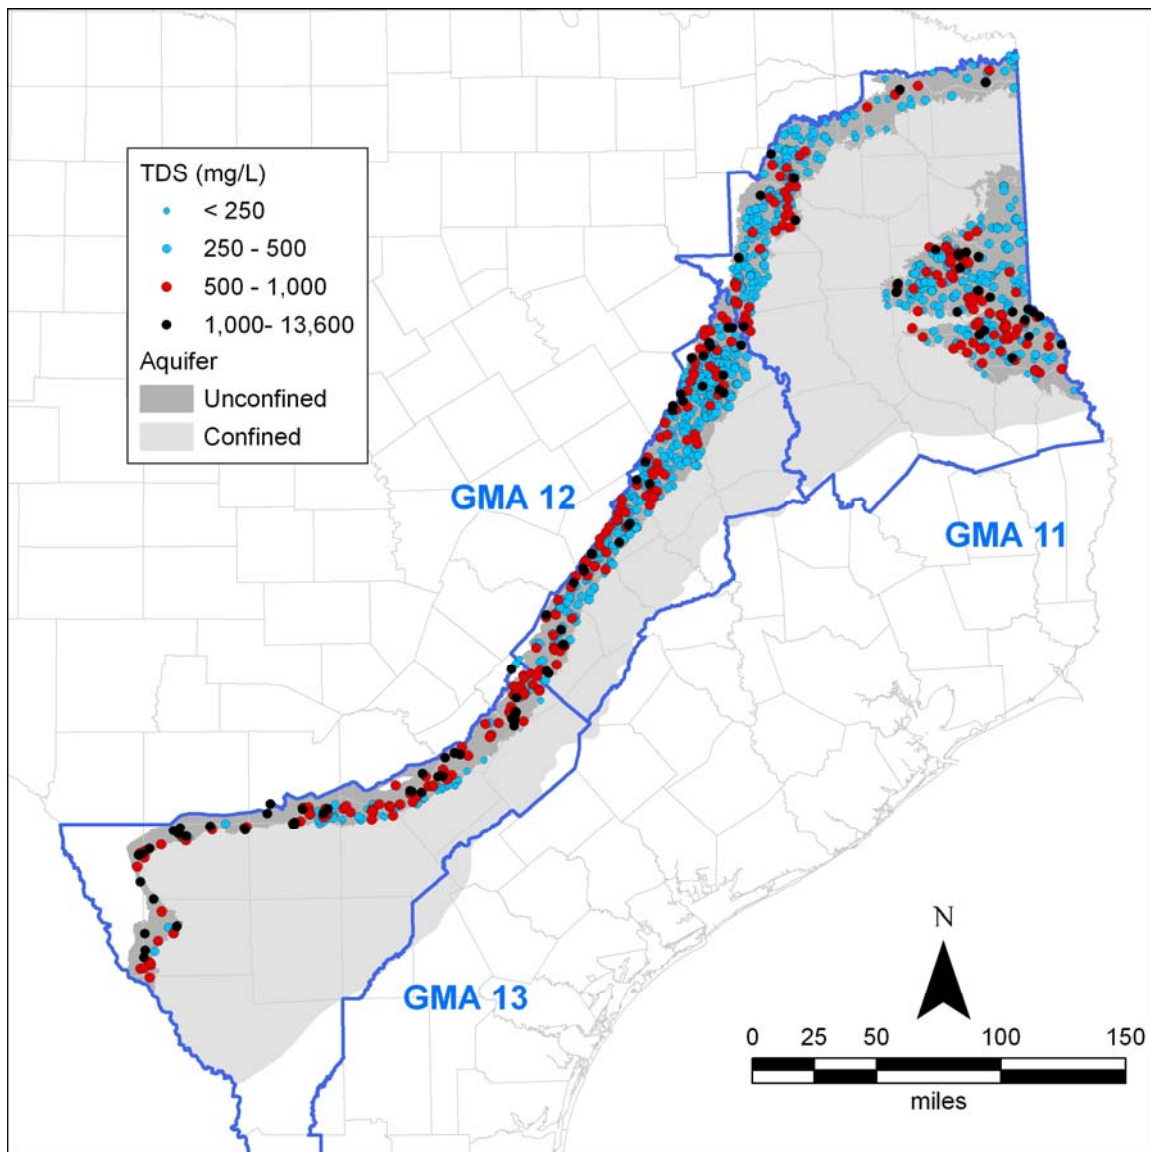 TDS (mg/L)
< 250
250 - 500
500 - 1,000
1,000- 13,600
Aquifer
Unconfined
Confined
GMA 12
GMA 11
GMA 13
N
0 25 50 100 150
miles